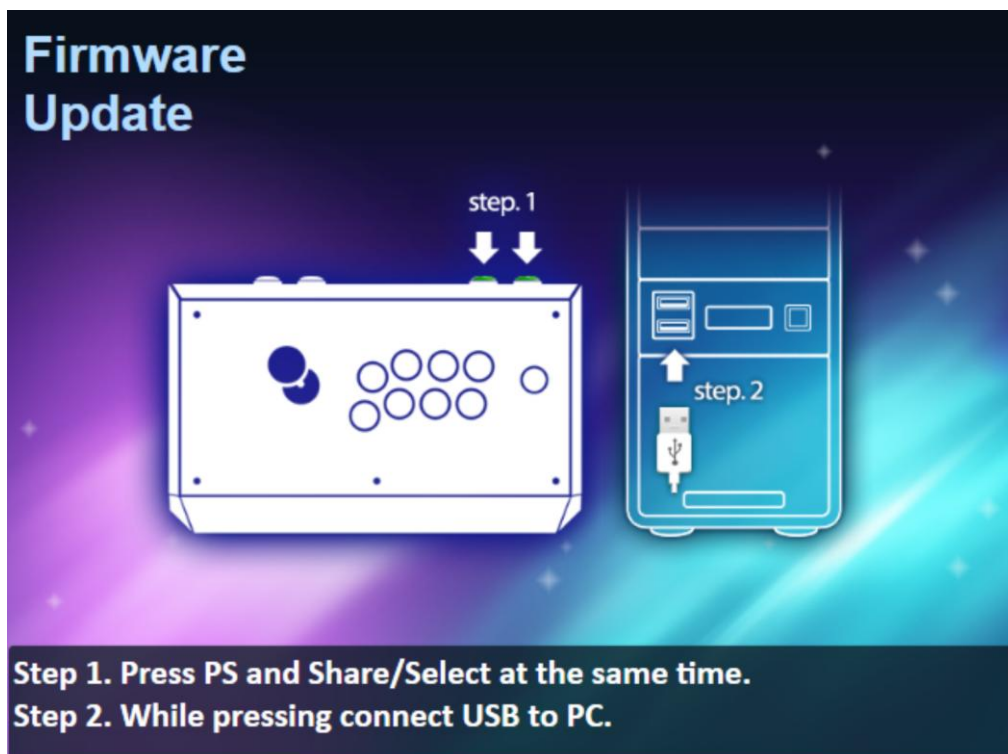 Firmware
Update
step. 1
step. 2
Step 1. Press PS and Share/Select at the same time.
Step 2. While pressing connect USB to PC.